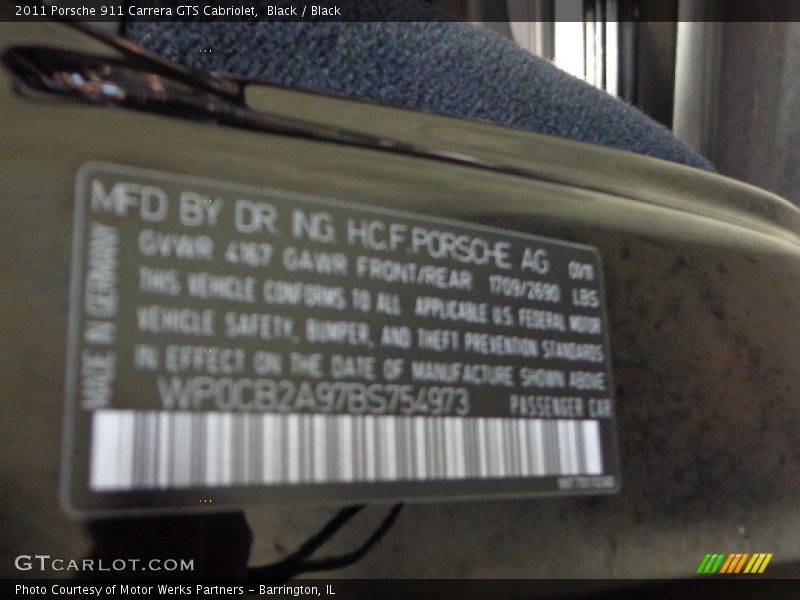 2011 Porsche 911 Carrera GTS Cabriolet, Black / Black
MFD BY DR. ING. H.C.F. PORSCHE AG 01/11
GVWR 4167 GAWR FRONT/REAR 1709/2690 LBS
THIS VEHICLE CONFORMS TO ALL APPLICABLE U.S. FEDERAL MOTOR
VEHICLE SAFETY, BUMPER, AND THEFT PREVENTION STANDARDS
IN EFFECT ON THE DATE OF MANUFACTURE SHOWN ABOVE
WP0CB2A97BS754973 PASSENGER CAR
MADE IN GERMANY
GTCARLOT.COM
Photo Courtesy of Motor Werks Partners - Barrington, IL